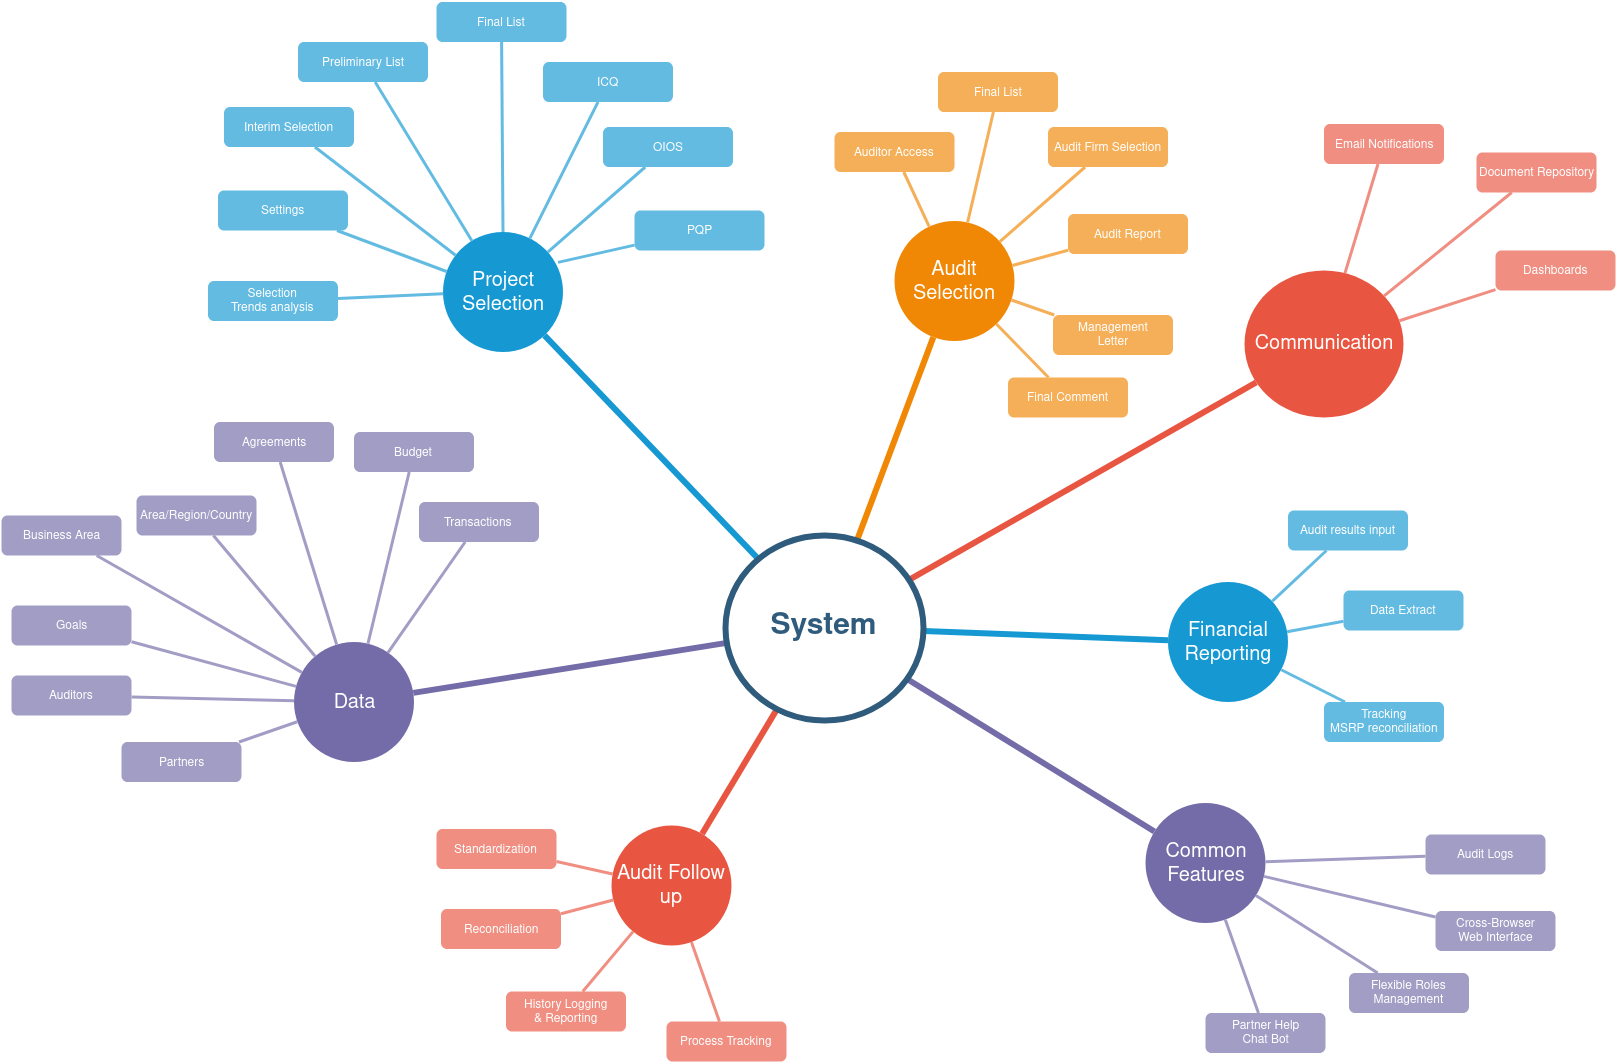 Final List
Preliminary List
ICQ
Interim Selection
OIOS
Settings
PQP
Selection
Trends analysis
Project
Selection
Final List
Auditor Access
Audit Firm Selection
Audit Report
Audit
Selection
Management
Letter
Final Comment
Email Notifications
Document Repository
Dashboards
Communication
Agreements
Budget
Area/Region/Country
Transactions
Business Area
Goals
Auditors
Partners
Data
System
Audit results input
Data Extract
Financial
Reporting
Tracking
MSRP reconciliation
Standardization
Audit Follow
up
Reconciliation
History Logging
& Reporting
Process Tracking
Common
Features
Audit Logs
Cross-Browser
Web Interface
Flexible Roles
Management
Partner Help
Chat Bot